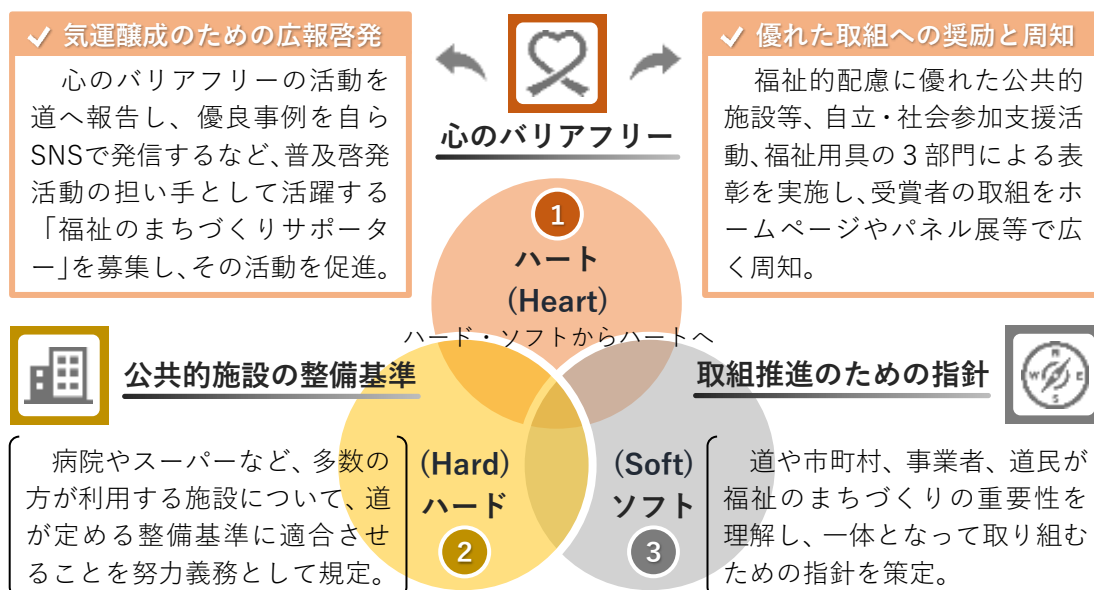 ✓ 気運醸成のための広報啓発
心のバリアフリーの活動を
道へ報告し、優良事例を自ら
SNSで発信するなど、普及啓発
活動の担い手として活躍する
「福祉のまちづくりサポータ
ー」を募集し、その活動を促進。
心のバリアフリー
✓ 優れた取組への奨励と周知
福祉的配慮に優れた公共的
施設等、自立・社会参加支援活
動、福祉用具の3部門による表
彰を実施し、受賞者の取組をホ
ームページやパネル展等で広
く周知。
1
ハート
(Heart)
ハード・ソフトからハートへ
公共的施設の整備基準
病院やスーパーなど、多数の
方が利用する施設について、道
が定める整備基準に適合させ
ることを努力義務として規定。
(Hard)
ハード
2
(Soft)
ソフト
3
取組推進のための指針
N
W E
S
道や市町村、事業者、道民が
福祉のまちづくりの重要性を
理解し、一体となって取り組む
ための指針を策定。